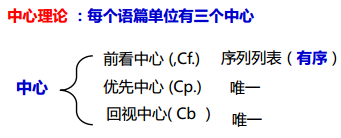 中心理论 ：每个语篇单位有三个中心
前看中心 (,Cf.) 序列列表（有序）
中心 优先中心 (Cp.) 唯一
回视中心( Cb ) 唯一